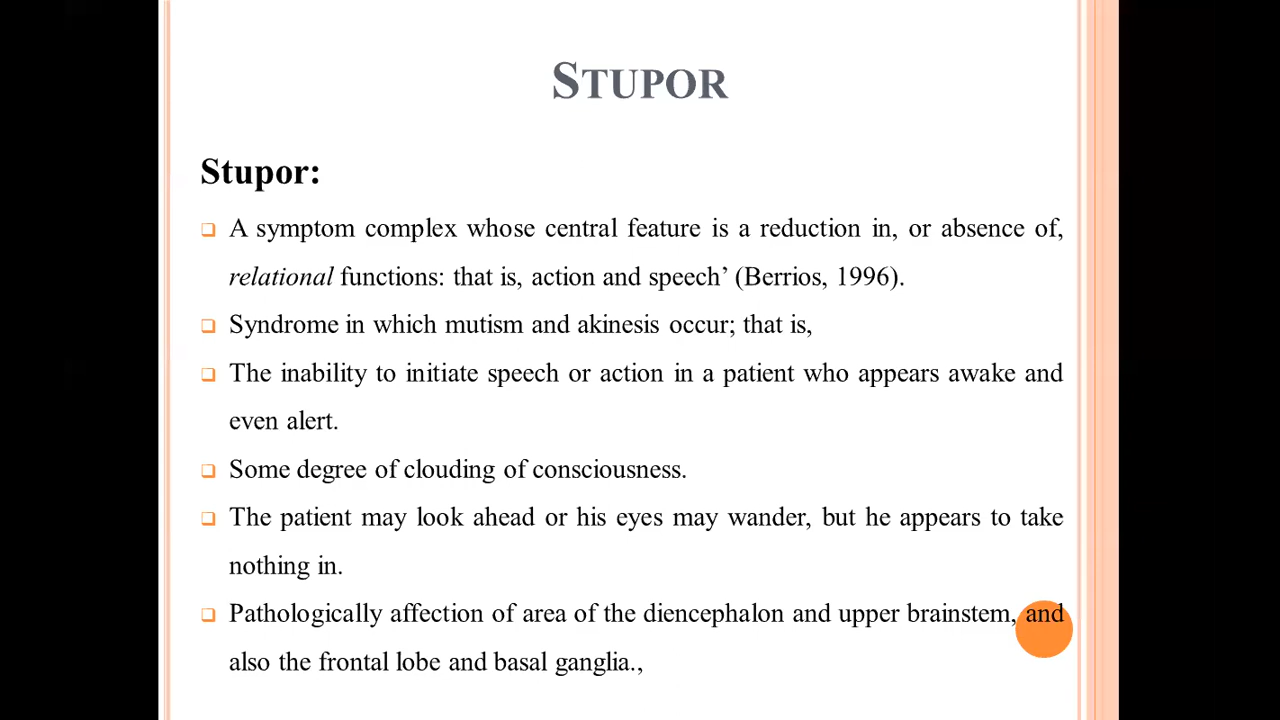 STUPOR
Stupor:
A symptom complex whose central feature is a reduction in, or absence of,
relational functions: that is, action and speech’ (Berrios, 1996).
Syndrome in which mutism and akinesis occur; that is,
The inability to initiate speech or action in a patient who appears awake and
even alert.
Some degree of clouding of consciousness.
The patient may look ahead or his eyes may wander, but he appears to take
nothing in.
Pathologically affection of area of the diencephalon and upper brainstem, and
also the frontal lobe and basal ganglia.,